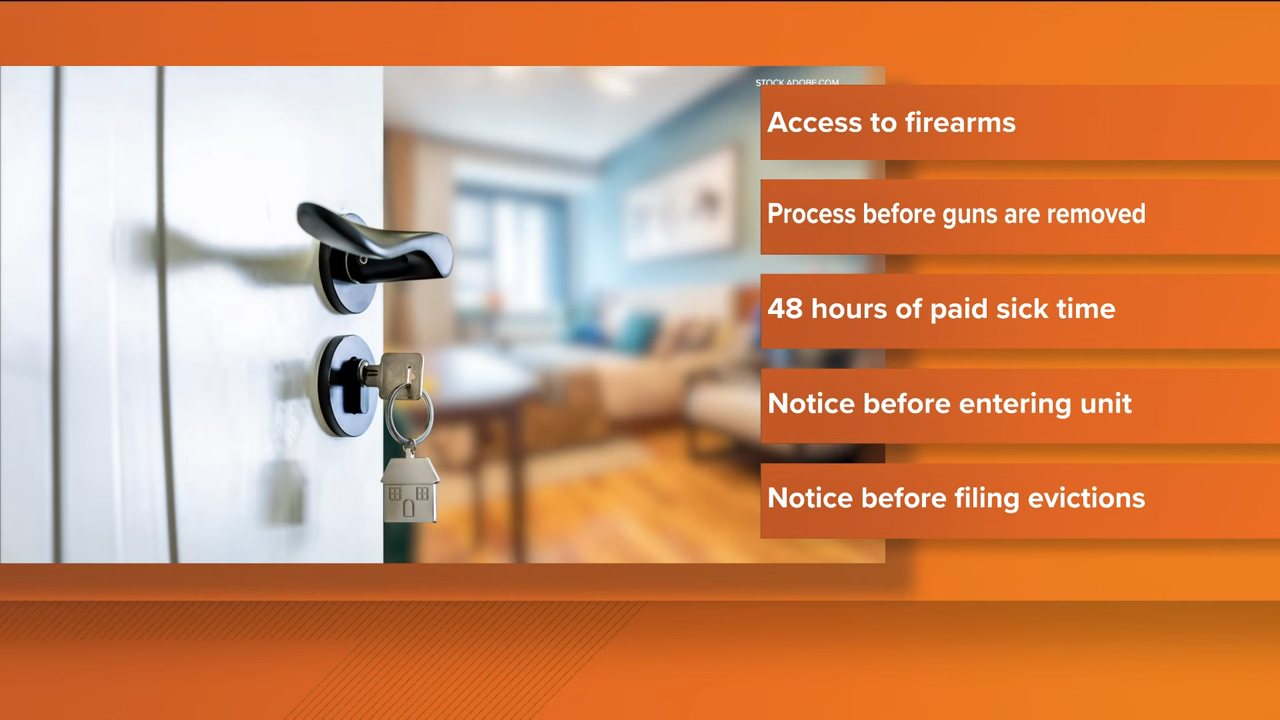 STOCK.ADOBE.COM
Access to firearms
Process before guns are removed
48 hours of paid sick time
Notice before entering unit
Notice before filing evictions